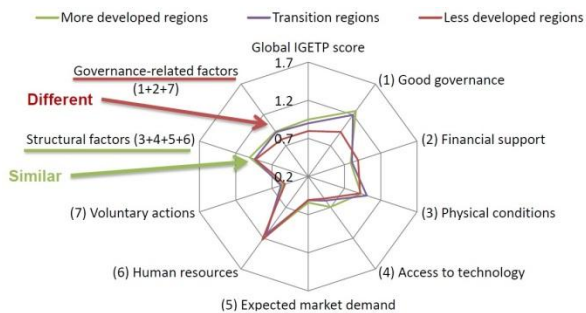 More developed regions
Transition regions
Less developed regions
Global IGETP score
1.7
Governance-related factors
(1+2+7)
(1) Good governance
1.2
Different
0.7
Structural factors (3+4+5+6)
(2) Financial support
Similar
0.2
(7) Voluntary actions
(3) Physical conditions
(6) Human resources
(4) Access to technology
(5) Expected market demand